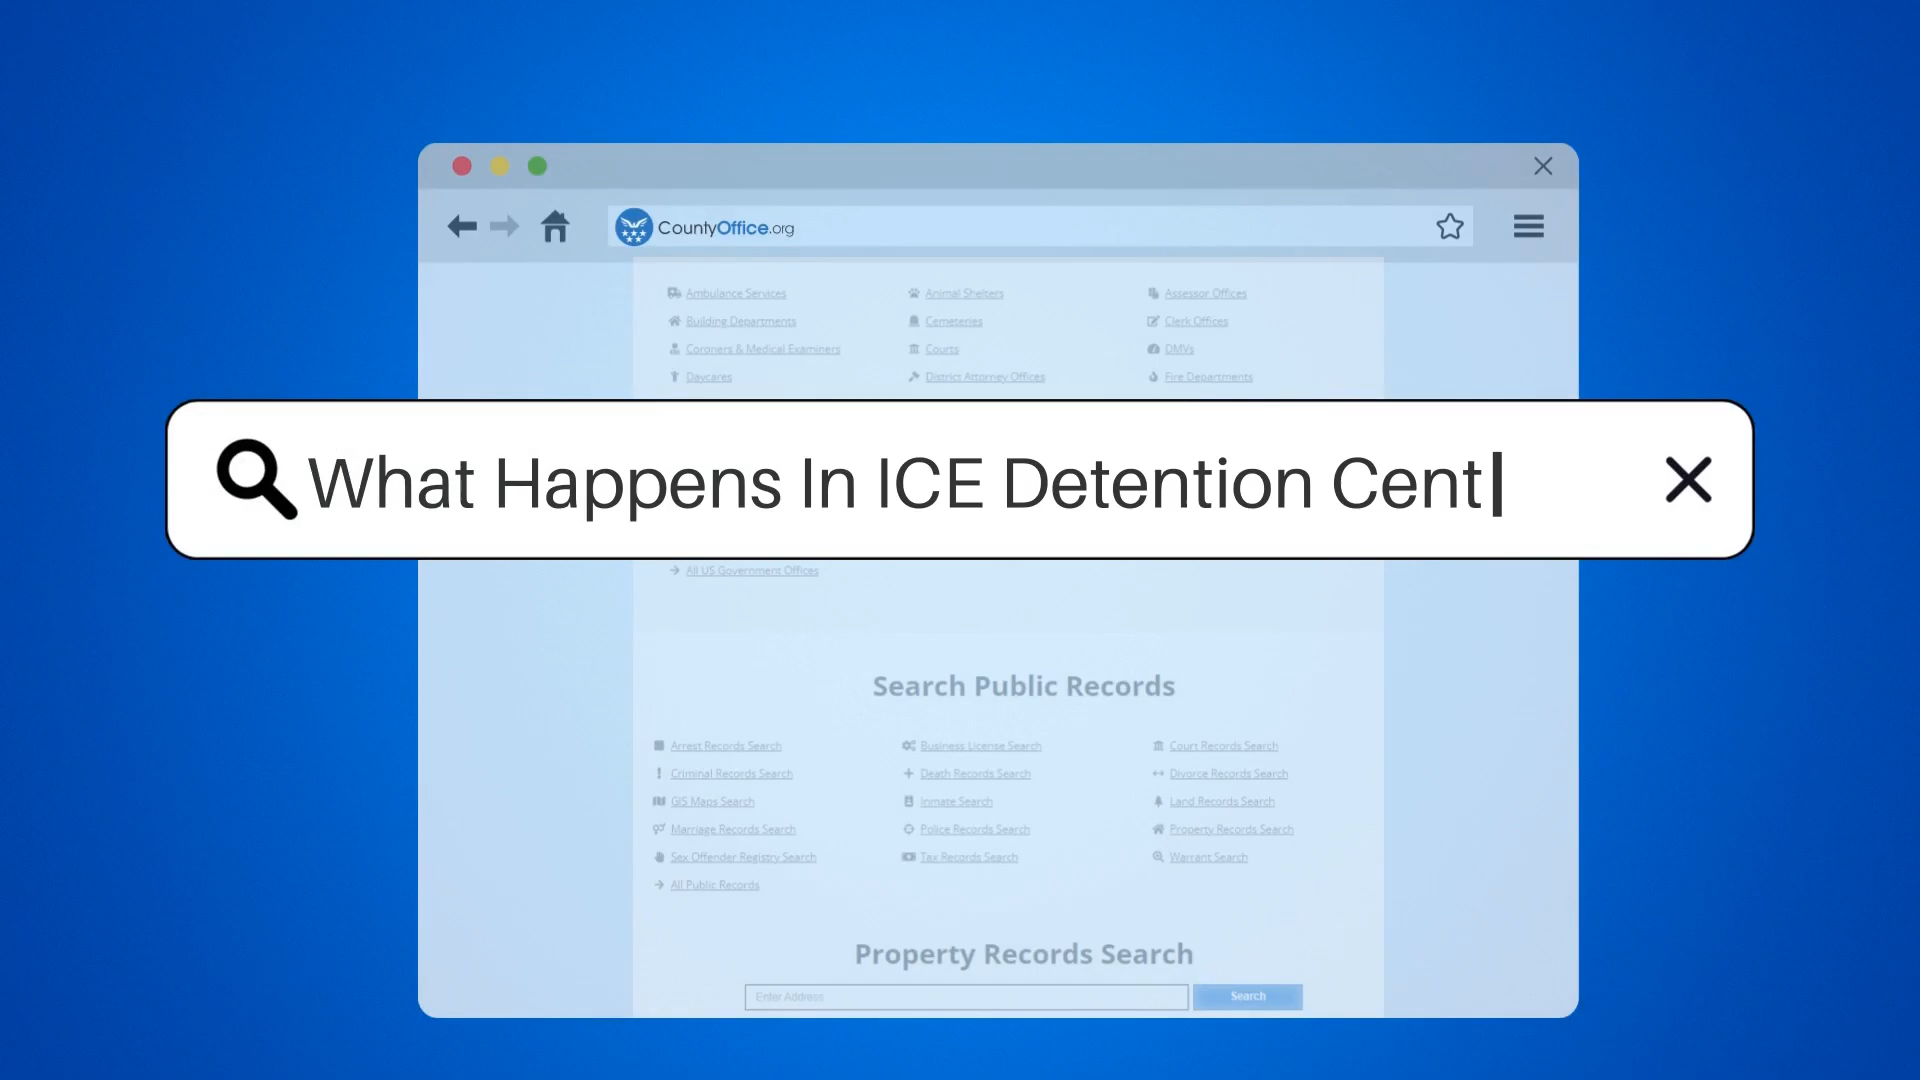 CountyOffice.org
Ambulance Services Animal Shelters Assessor Offices
Building Departments Cemeteries Clerk Offices
Coroners & Medical Examiners Courts DMVs
Daycares District Attorney Offices Fire Departments
What Happens In ICE Detention Cent
All US Government Offices
Search Public Records
Arrest Records Search Business License Search Court Records Search
Criminal Records Search Death Records Search Divorce Records Search
GIS Maps Search Inmate Search Land Records Search
Marriage Records Search Police Records Search Property Records Search
Sex Offender Registry Search Tax Records Search Warrant Search
All Public Records
Property Records Search
Enter Address Search